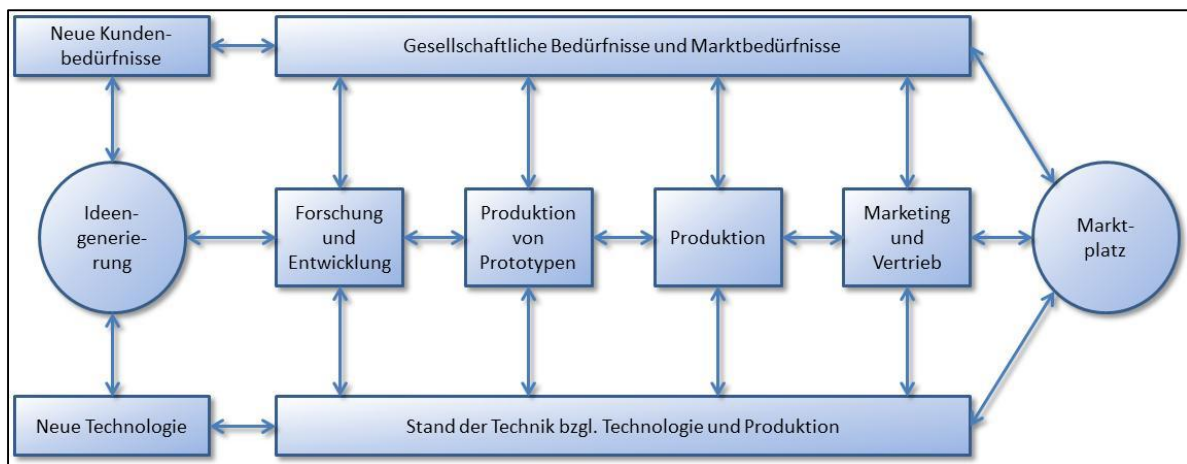 Neue Kunden-
bedürfnisse
Gesellschaftliche Bedürfnisse und Marktbedürfnisse
Ideen-
generie-
rung
Forschung
und
Entwicklung
Produktion
von
Prototypen
Produktion
Marketing
und
Vertrieb
Markt-
platz
Neue Technologie
Stand der Technik bzgl. Technologie und Produktion